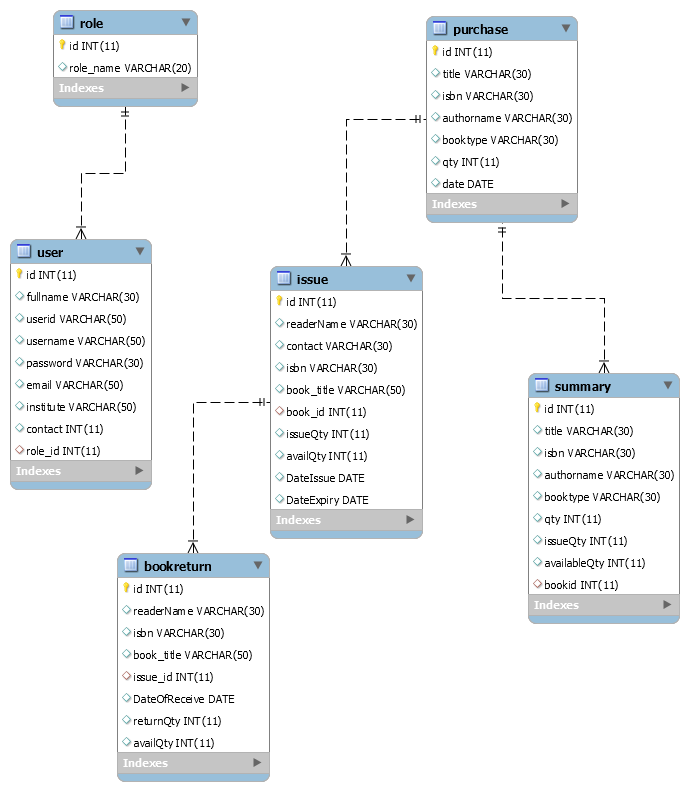 role
id INT(11)
role_name VARCHAR(20)
Indexes
purchase
id INT(11)
title VARCHAR(30)
isbn VARCHAR(30)
authorname VARCHAR(30)
booktype VARCHAR(30)
qty INT(11)
date DATE
Indexes
user
id INT(11)
fullname VARCHAR(30)
userid VARCHAR(50)
username VARCHAR(50)
password VARCHAR(30)
email VARCHAR(50)
institute VARCHAR(50)
contact INT(11)
role_id INT(11)
Indexes
issue
id INT(11)
readerName VARCHAR(30)
contact VARCHAR(30)
isbn VARCHAR(30)
book_title VARCHAR(50)
book_id INT(11)
issueQty INT(11)
availQty INT(11)
DateIssue DATE
DateExpiry DATE
Indexes
summary
id INT(11)
title VARCHAR(30)
isbn VARCHAR(30)
authorname VARCHAR(30)
booktype VARCHAR(30)
qty INT(11)
issueQty INT(11)
availableQty INT(11)
bookid INT(11)
Indexes
bookreturn
id INT(11)
readerName VARCHAR(30)
isbn VARCHAR(30)
book_title VARCHAR(50)
issue_id INT(11)
DateOfReceive DATE
returnQty INT(11)
availQty INT(11)
Indexes